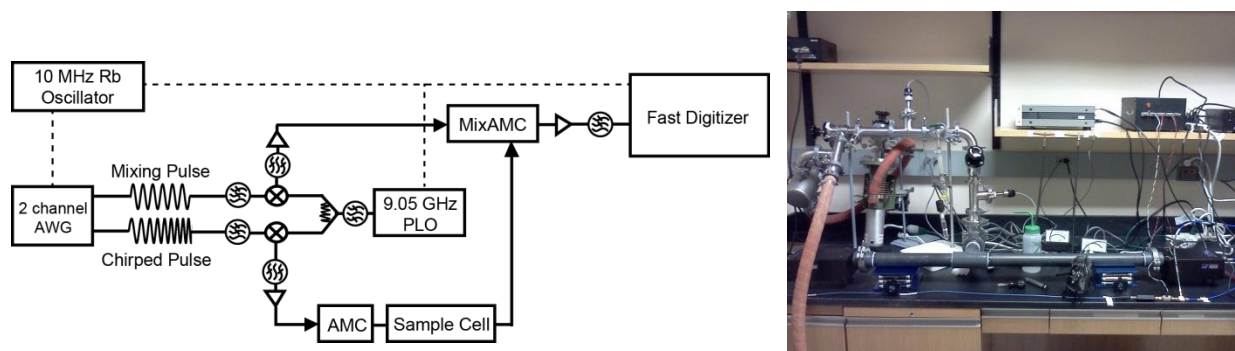 10 MHz Rb
Oscillator
MixAMC
Fast Digitizer
Mixing Pulse
2 channel
AWG
9.05 GHz
PLO
Chirped Pulse
AMC
Sample Cell